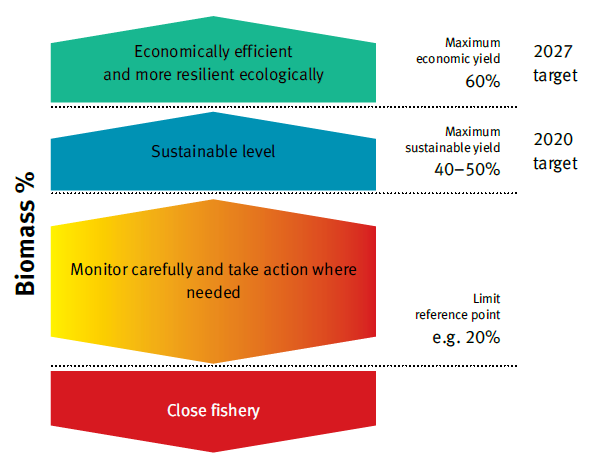 Economically efficient
and more resilient ecologically
Maximum
economic yield
60%
2027
target
Sustainable level
Maximum
sustainable yield
40–50%
2020
target
Biomass %
Monitor carefully and take action where
needed
Limit
reference point
e.g. 20%
Close fishery